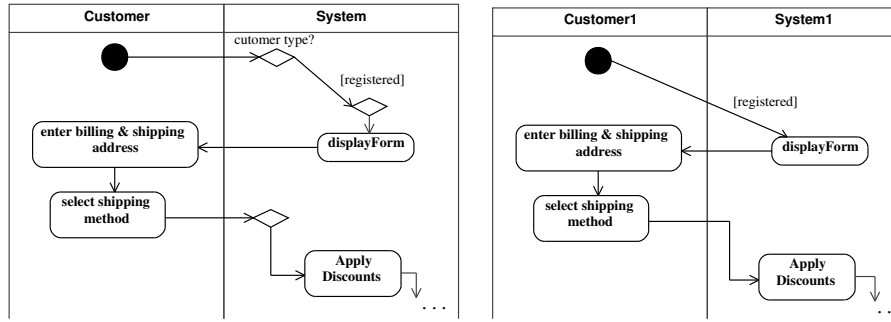 Customer
System
cutomer type?
[registered]
enter billing & shipping
address
displayForm
select shipping
method
Apply
Discounts
. . .
Customer1
System1
[registered]
enter billing & shipping
address
displayForm
select shipping
method
Apply
Discounts
. .